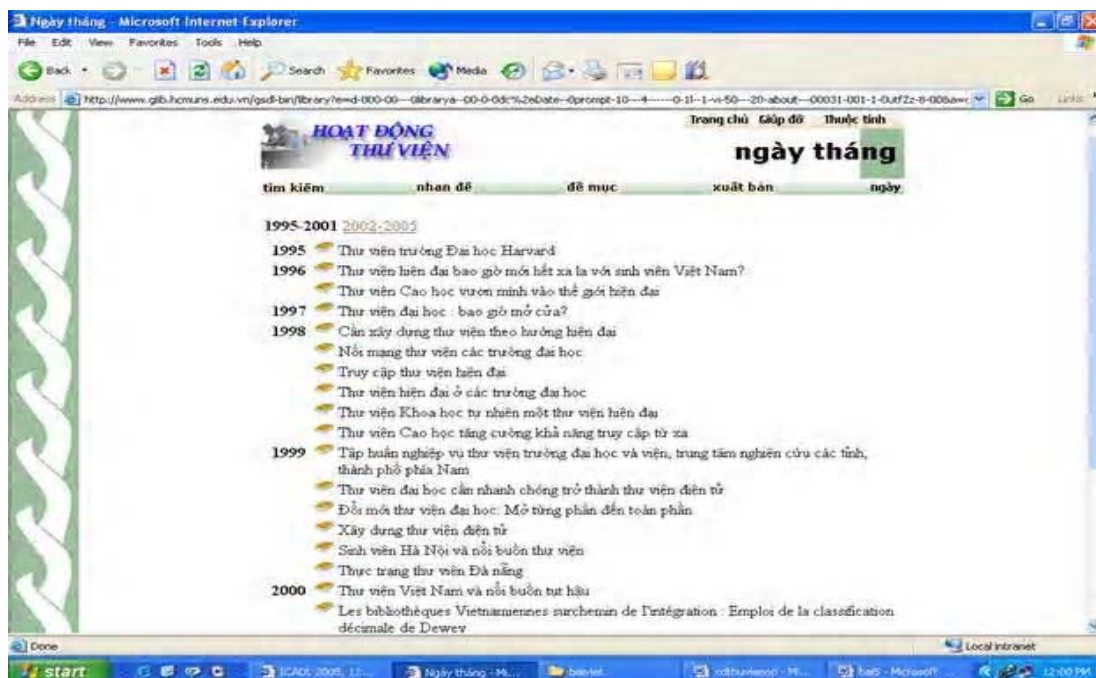 Ngày tháng - Microsoft Internet Explorer
File Edit View Favorites Tools Help
Back Search Favorites Media
Address Go Links
Trang chủ Giúp đỡ Thuộc tính
HOẠT ĐỘNG
THƯ VIỆN
ngày tháng
tìm kiếm nhan đề đề mục xuất bản ngày
1995-2001 2002-2005
1995 Thư viện trường Đại học Harvard
1996 Thư viện hiện đại bao giờ mới hết xa lạ với sinh viên Việt Nam?
Thư viện Cao học vươn mình vào thế giới hiện đại
1997 Thư viện đại học : bao giờ mở cửa?
1998 Cần xây dựng thư viện theo hướng hiện đại
Nối mạng thư viện các trường đại học
Truy cập thư viện hiện đại
Thư viện hiện đại ở các trường đại học
Thư viện Khoa học tự nhiên một thư viện hiện đại
Thư viện Cao học tăng cường khả năng truy cập từ xa
1999 Tập huấn nghiệp vụ thư viện trường đại học và viện, trung tâm nghiên cứu các tỉnh,
thành phố phía Nam
Thư viện đại học cần nhanh chóng trở thành thư viện điện tử
Đổi mới thư viện đại học: Mở từng phần đến toàn phần
Xây dựng thư viện điện tử
Sinh viên Hà Nội và nỗi buồn thư viện
Thực trạng thư viện Đà nẵng
2000 Thư viện Việt Nam và nỗi buồn tụt hậu
Les bibliothèques Vietnamiennes surchemin de l'intégration : Emploi de la classification
décimale de Dewey
Done Local intranet
start ICADL 2005, 12:... Ngày tháng - Mi... baiviet bai5 - Microsoft ... 12:00 PM